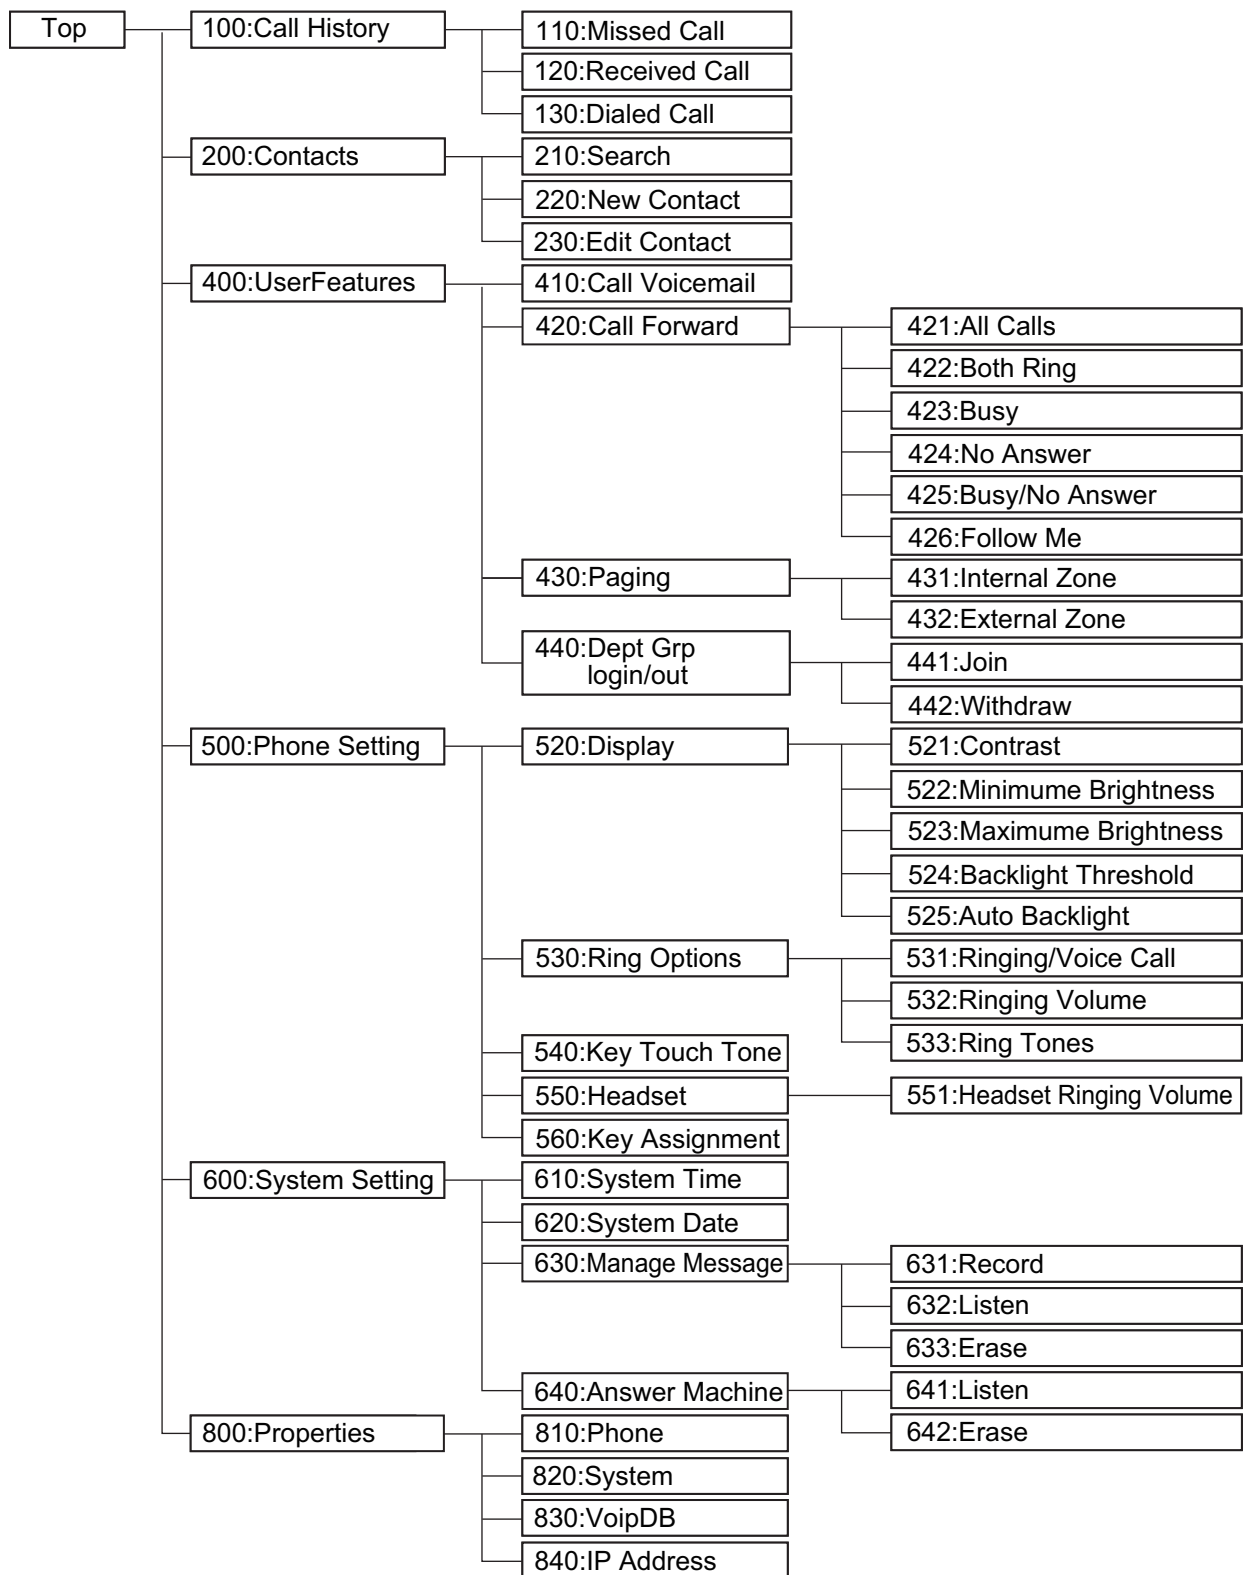 Top
100:Call History
110:Missed Call
120:Received Call
130:Dialed Call
200:Contacts
210:Search
220:New Contact
230:Edit Contact
400:UserFeatures
410:Call Voicemail
420:Call Forward
421:All Calls
422:Both Ring
423:Busy
424:No Answer
425:Busy/No Answer
426:Follow Me
430:Paging
431:Internal Zone
432:External Zone
440:Dept Grp
login/out
441:Join
442:Withdraw
500:Phone Setting
520:Display
521:Contrast
522:Minimume Brightness
523:Maximume Brightness
524:Backlight Threshold
525:Auto Backlight
530:Ring Options
531:Ringing/Voice Call
532:Ringing Volume
533:Ring Tones
540:Key Touch Tone
550:Headset
551:Headset Ringing Volume
560:Key Assignment
600:System Setting
610:System Time
620:System Date
630:Manage Message
631:Record
632:Listen
633:Erase
640:Answer Machine
641:Listen
642:Erase
800:Properties
810:Phone
820:System
830:VoipDB
840:IP Address